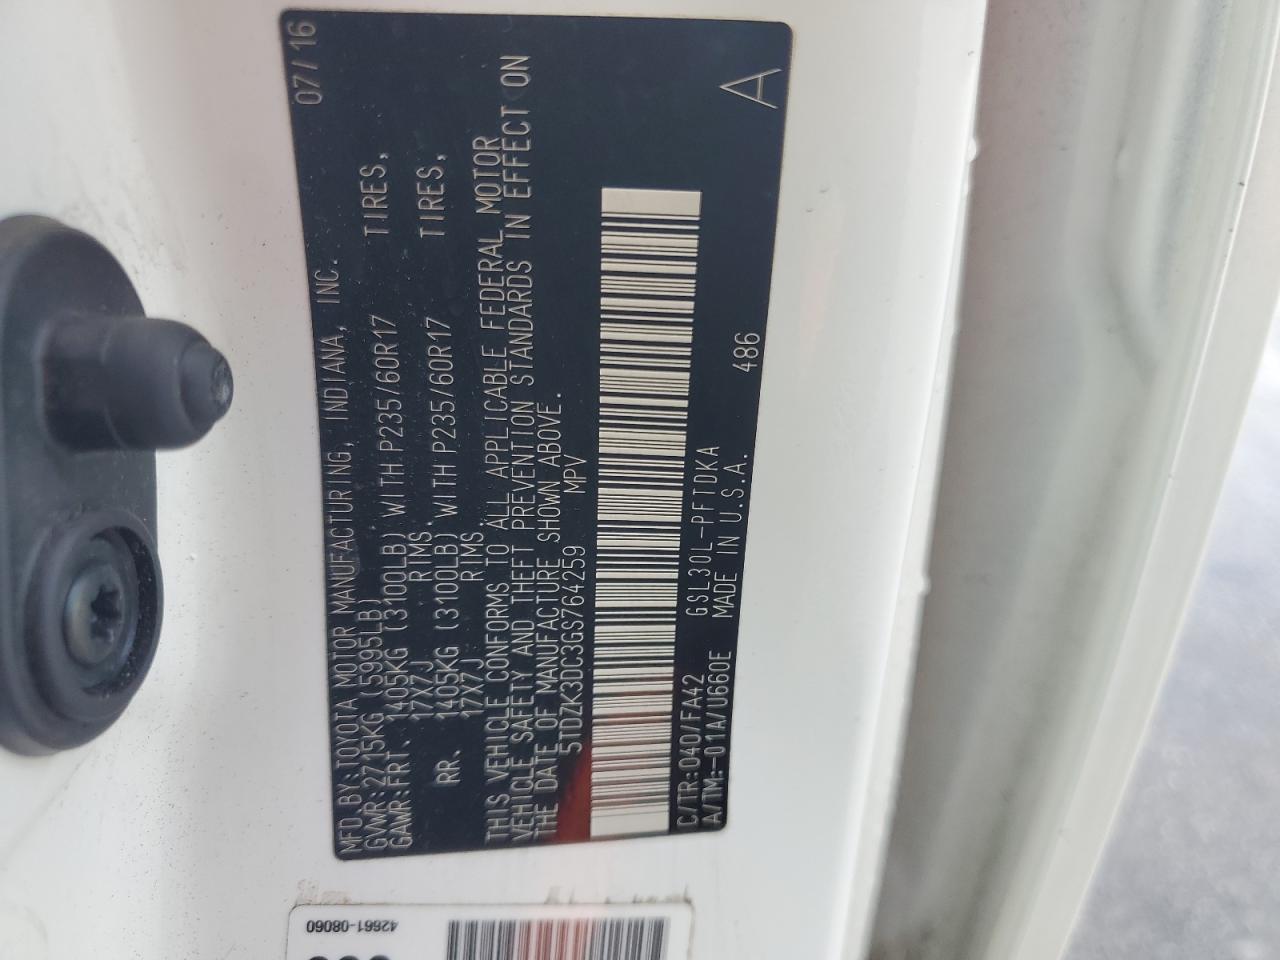 MFD. BY: TOYOTA MOTOR MANUFACTURING, INDIANA, INC. 07/16
GVWR: 2715KG (5995LB)
GAWR: FRT. 1405KG (3100LB) WITH P235/60R17 TIRES,
17X7J RIMS.
RR. 1405KG (3100LB) WITH P235/60R17 TIRES,
17X7J RIMS.
THIS VEHICLE CONFORMS TO ALL APPLICABLE FEDERAL MOTOR
VEHICLE SAFETY AND THEFT PREVENTION STANDARDS IN EFFECT ON
THE DATE OF MANUFACTURE SHOWN ABOVE.
5TDZK3DC3GS764259 MPV
C/TR: 040/FA42 GSL30L-PFTDKA
A/TM: -01A/U660E MADE IN U.S.A. 486
A
42661-08060